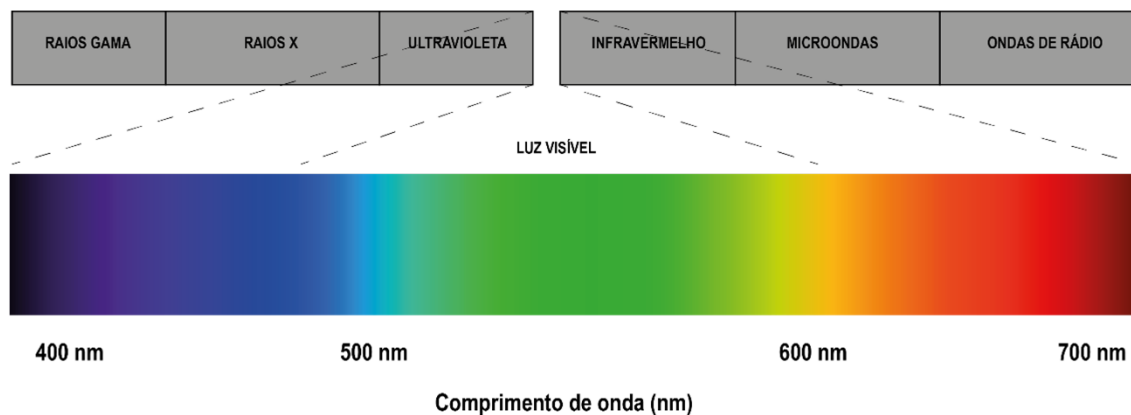 RAIOS GAMA RAIOS X ULTRAVIOLETA INFRAVERMELHO MICROONDAS ONDAS DE RÁDIO
LUZ VISÍVEL
400 nm 500 nm 600 nm 700 nm
Comprimento de onda (nm)